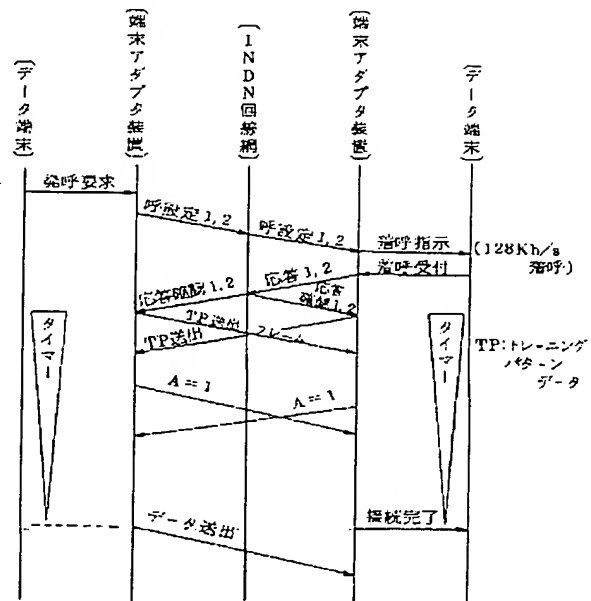 〔データ端末〕
〔端末アダプタ装置〕
〔INDN回線網〕
〔端末アダプタ装置〕
〔データ端末〕
発呼要求
呼設定1,2
呼設定1,2
着呼指示
(128Kb/s
着呼)
着呼受付
応答1,2
応答確認1,2
応答
確認1,2
TP送出
フレーム
TP送出
タイマー
タイマー
TP:トレーニング
パターン
データ
A=1
A=1
データ送出
接続完了